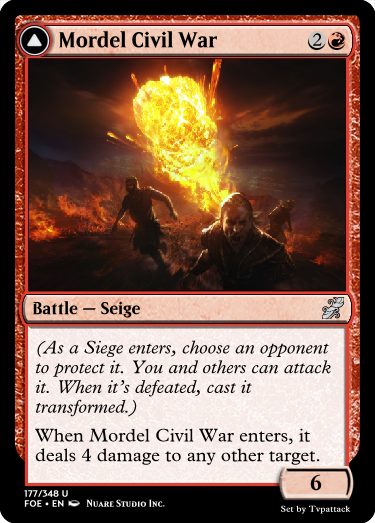 Mordel Civil War 2
Battle — Seige
(As a Siege enters, choose an opponent
to protect it. You and others can attack
it. When it's defeated, cast it
transformed.)
When Mordel Civil War enters, it
deals 4 damage to any other target.
6
177/348 U
FOE • EN Nuare Studio Inc.
Set by Tvpattack